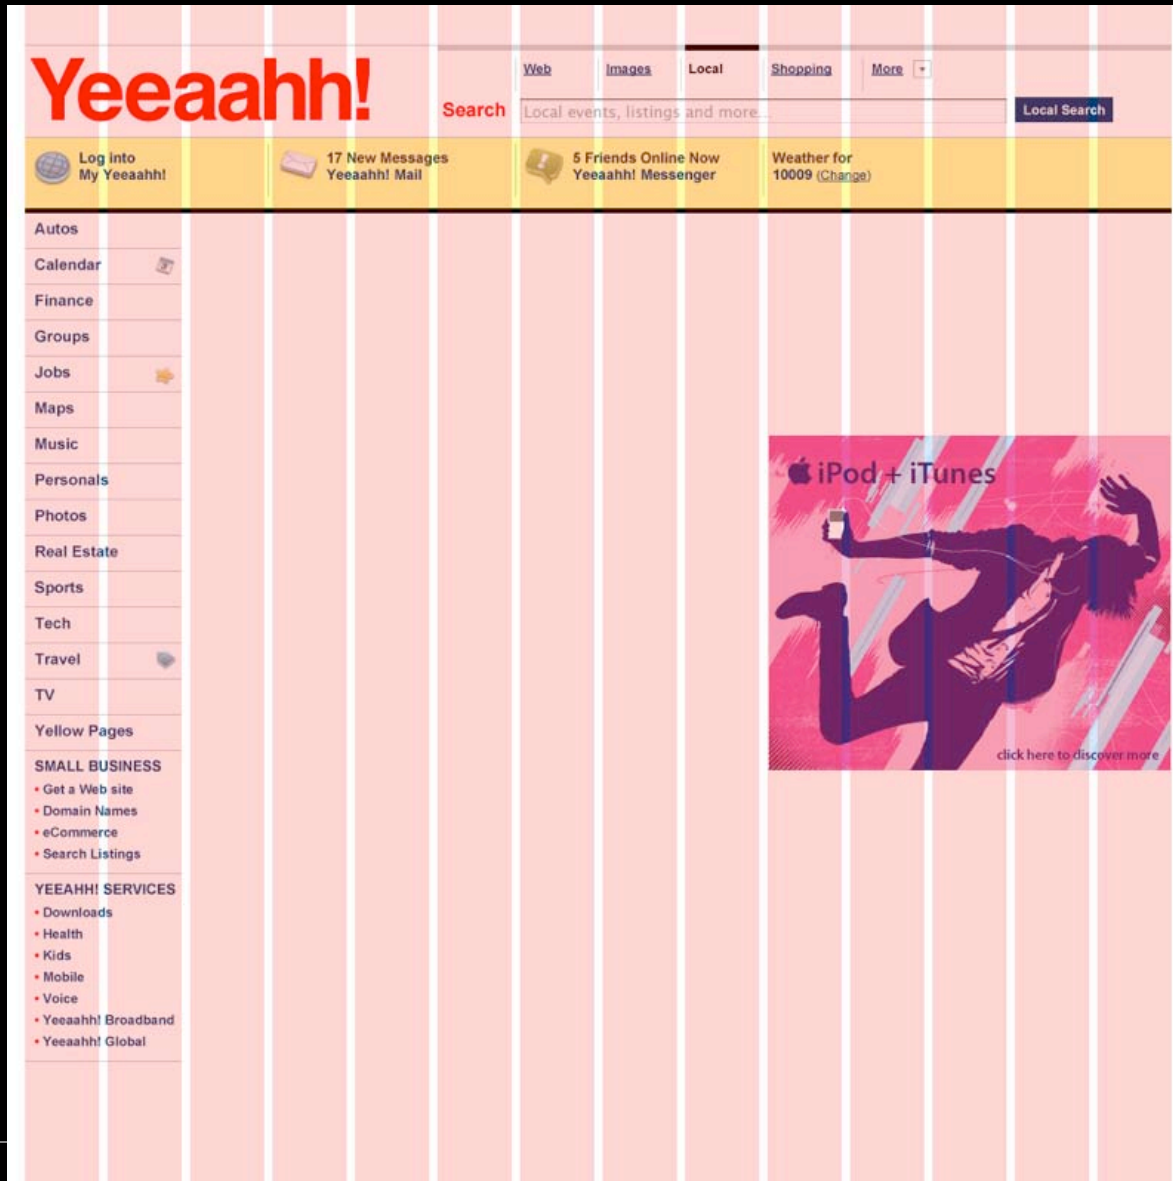 Yeeaahh!
Web Images Local Shopping More
Search Local events, listings and more... Local Search
Log into
My Yeeaahh!
17 New Messages
Yeeaahh! Mail
5 Friends Online Now
Yeeaahh! Messenger
Weather for
10009 (Change)
Autos
Calendar
Finance
Groups
Jobs
Maps
Music
Personals
Photos
Real Estate
Sports
Tech
Travel
TV
Yellow Pages
SMALL BUSINESS
• Get a Web site
• Domain Names
• eCommerce
• Search Listings
YEEAHH! SERVICES
• Downloads
• Health
• Kids
• Mobile
• Voice
• Yeeaahh! Broadband
• Yeeaahh! Global
iPod + iTunes
click here to discover more